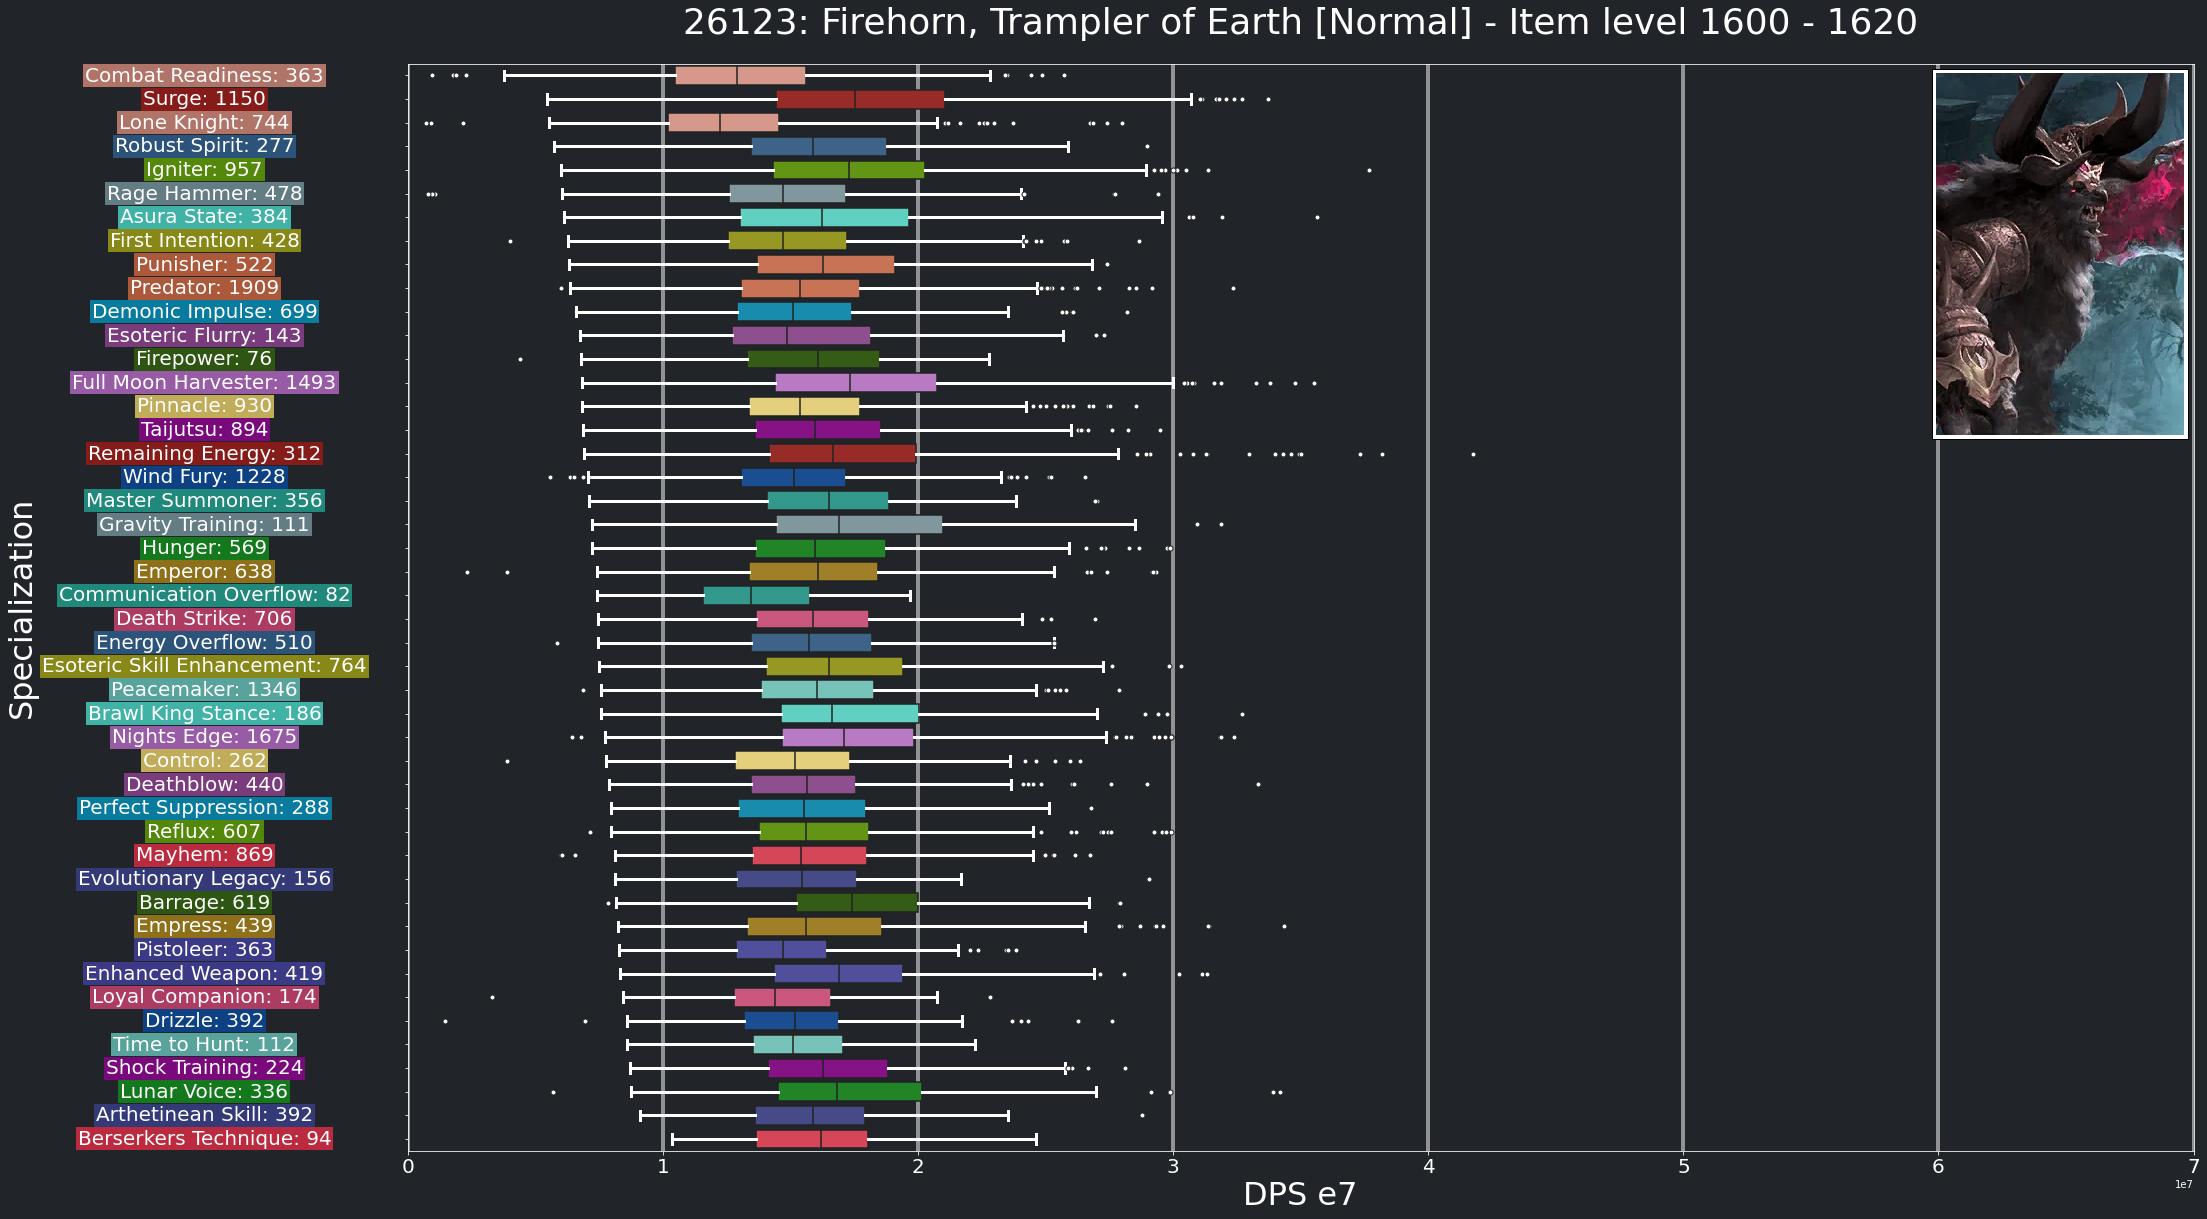 26123: Firehorn, Trampler of Earth [Normal] - Item level 1600 - 1620
Specialization
Combat Readiness: 363
Surge: 1150
Lone Knight: 744
Robust Spirit: 277
Igniter: 957
Rage Hammer: 478
Asura State: 384
First Intention: 428
Punisher: 522
Predator: 1909
Demonic Impulse: 699
Esoteric Flurry: 143
Firepower: 76
Full Moon Harvester: 1493
Pinnacle: 930
Taijutsu: 894
Remaining Energy: 312
Wind Fury: 1228
Master Summoner: 356
Gravity Training: 111
Hunger: 569
Emperor: 638
Communication Overflow: 82
Death Strike: 706
Energy Overflow: 510
Esoteric Skill Enhancement: 764
Peacemaker: 1346
Brawl King Stance: 186
Nights Edge: 1675
Control: 262
Deathblow: 440
Perfect Suppression: 288
Reflux: 607
Mayhem: 869
Evolutionary Legacy: 156
Barrage: 619
Empress: 439
Pistoleer: 363
Enhanced Weapon: 419
Loyal Companion: 174
Drizzle: 392
Time to Hunt: 112
Shock Training: 224
Lunar Voice: 336
Arthetinean Skill: 392
Berserkers Technique: 94
0 1 2 3 4 5 6 7
1e7
DPS e7